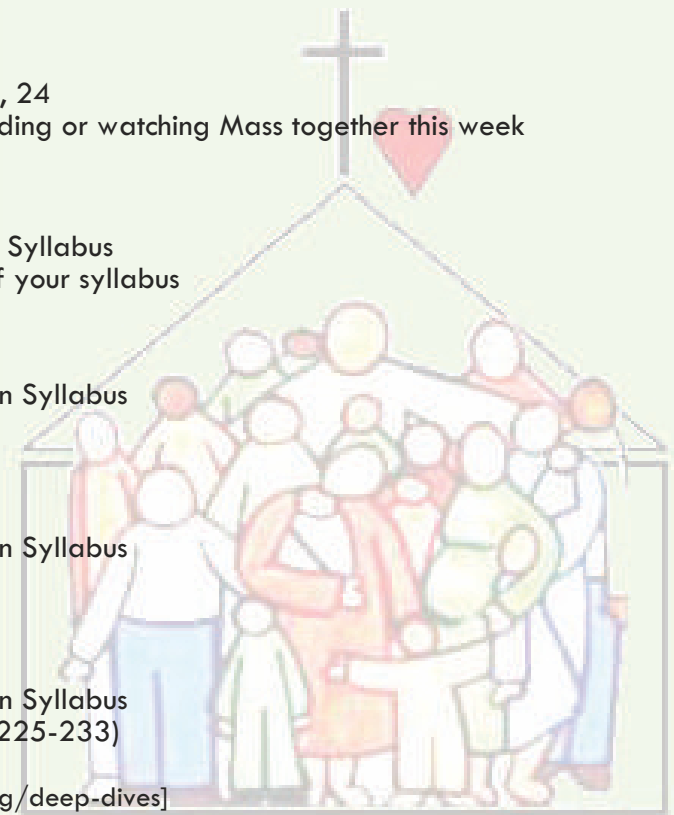 , 24
ding or watching Mass together this week
Syllabus
f your syllabus
n Syllabus
n Syllabus
n Syllabus
225-233)
g/deep-dives]